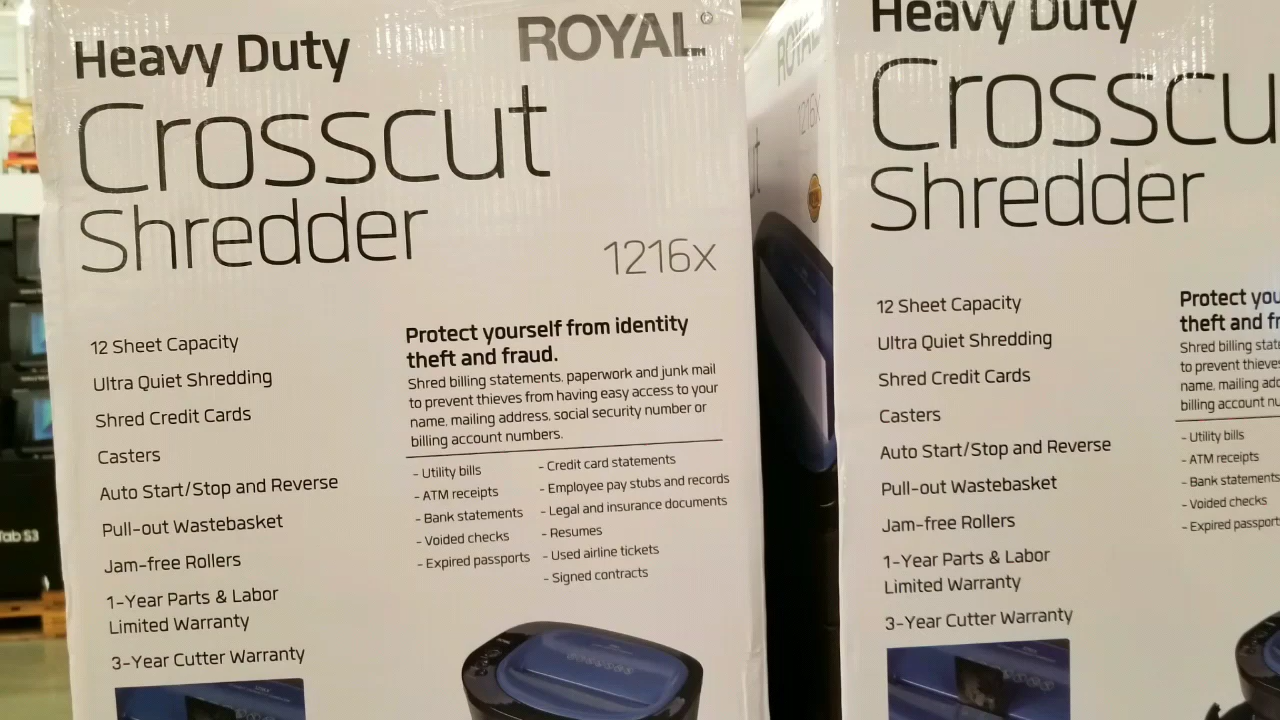 Heavy Duty
ROYAL
Crosscut
Shredder
1216x
12 Sheet Capacity
Ultra Quiet Shredding
Shred Credit Cards
Casters
Auto Start/Stop and Reverse
Pull-out Wastebasket
Jam-free Rollers
1-Year Parts & Labor
Limited Warranty
3-Year Cutter Warranty
Protect yourself from identity
theft and fraud.
Shred billing statements, paperwork and junk mail
to prevent thieves from having easy access to your
name, mailing address, social security number or
billing account numbers.
- Utility bills
- ATM receipts
- Bank statements
- Voided checks
- Expired passports
- Credit card statements
- Employee pay stubs and records
- Legal and insurance documents
- Resumes
- Used airline tickets
- Signed contracts
ROYAL
1216x
Heavy Duty
Crosscu
Shredder
12 Sheet Capacity
Ultra Quiet Shredding
Shred Credit Cards
Casters
Auto Start/Stop and Reverse
Pull-out Wastebasket
Jam-free Rollers
1-Year Parts & Labor
Limited Warranty
3-Year Cutter Warranty
Protect you
theft and fr
Shred billing state
to prevent thieves
name, mailing add
billing account nu
- Utility bills
- ATM receipts
- Bank statements
- Voided checks
- Expired passport
Tab S3